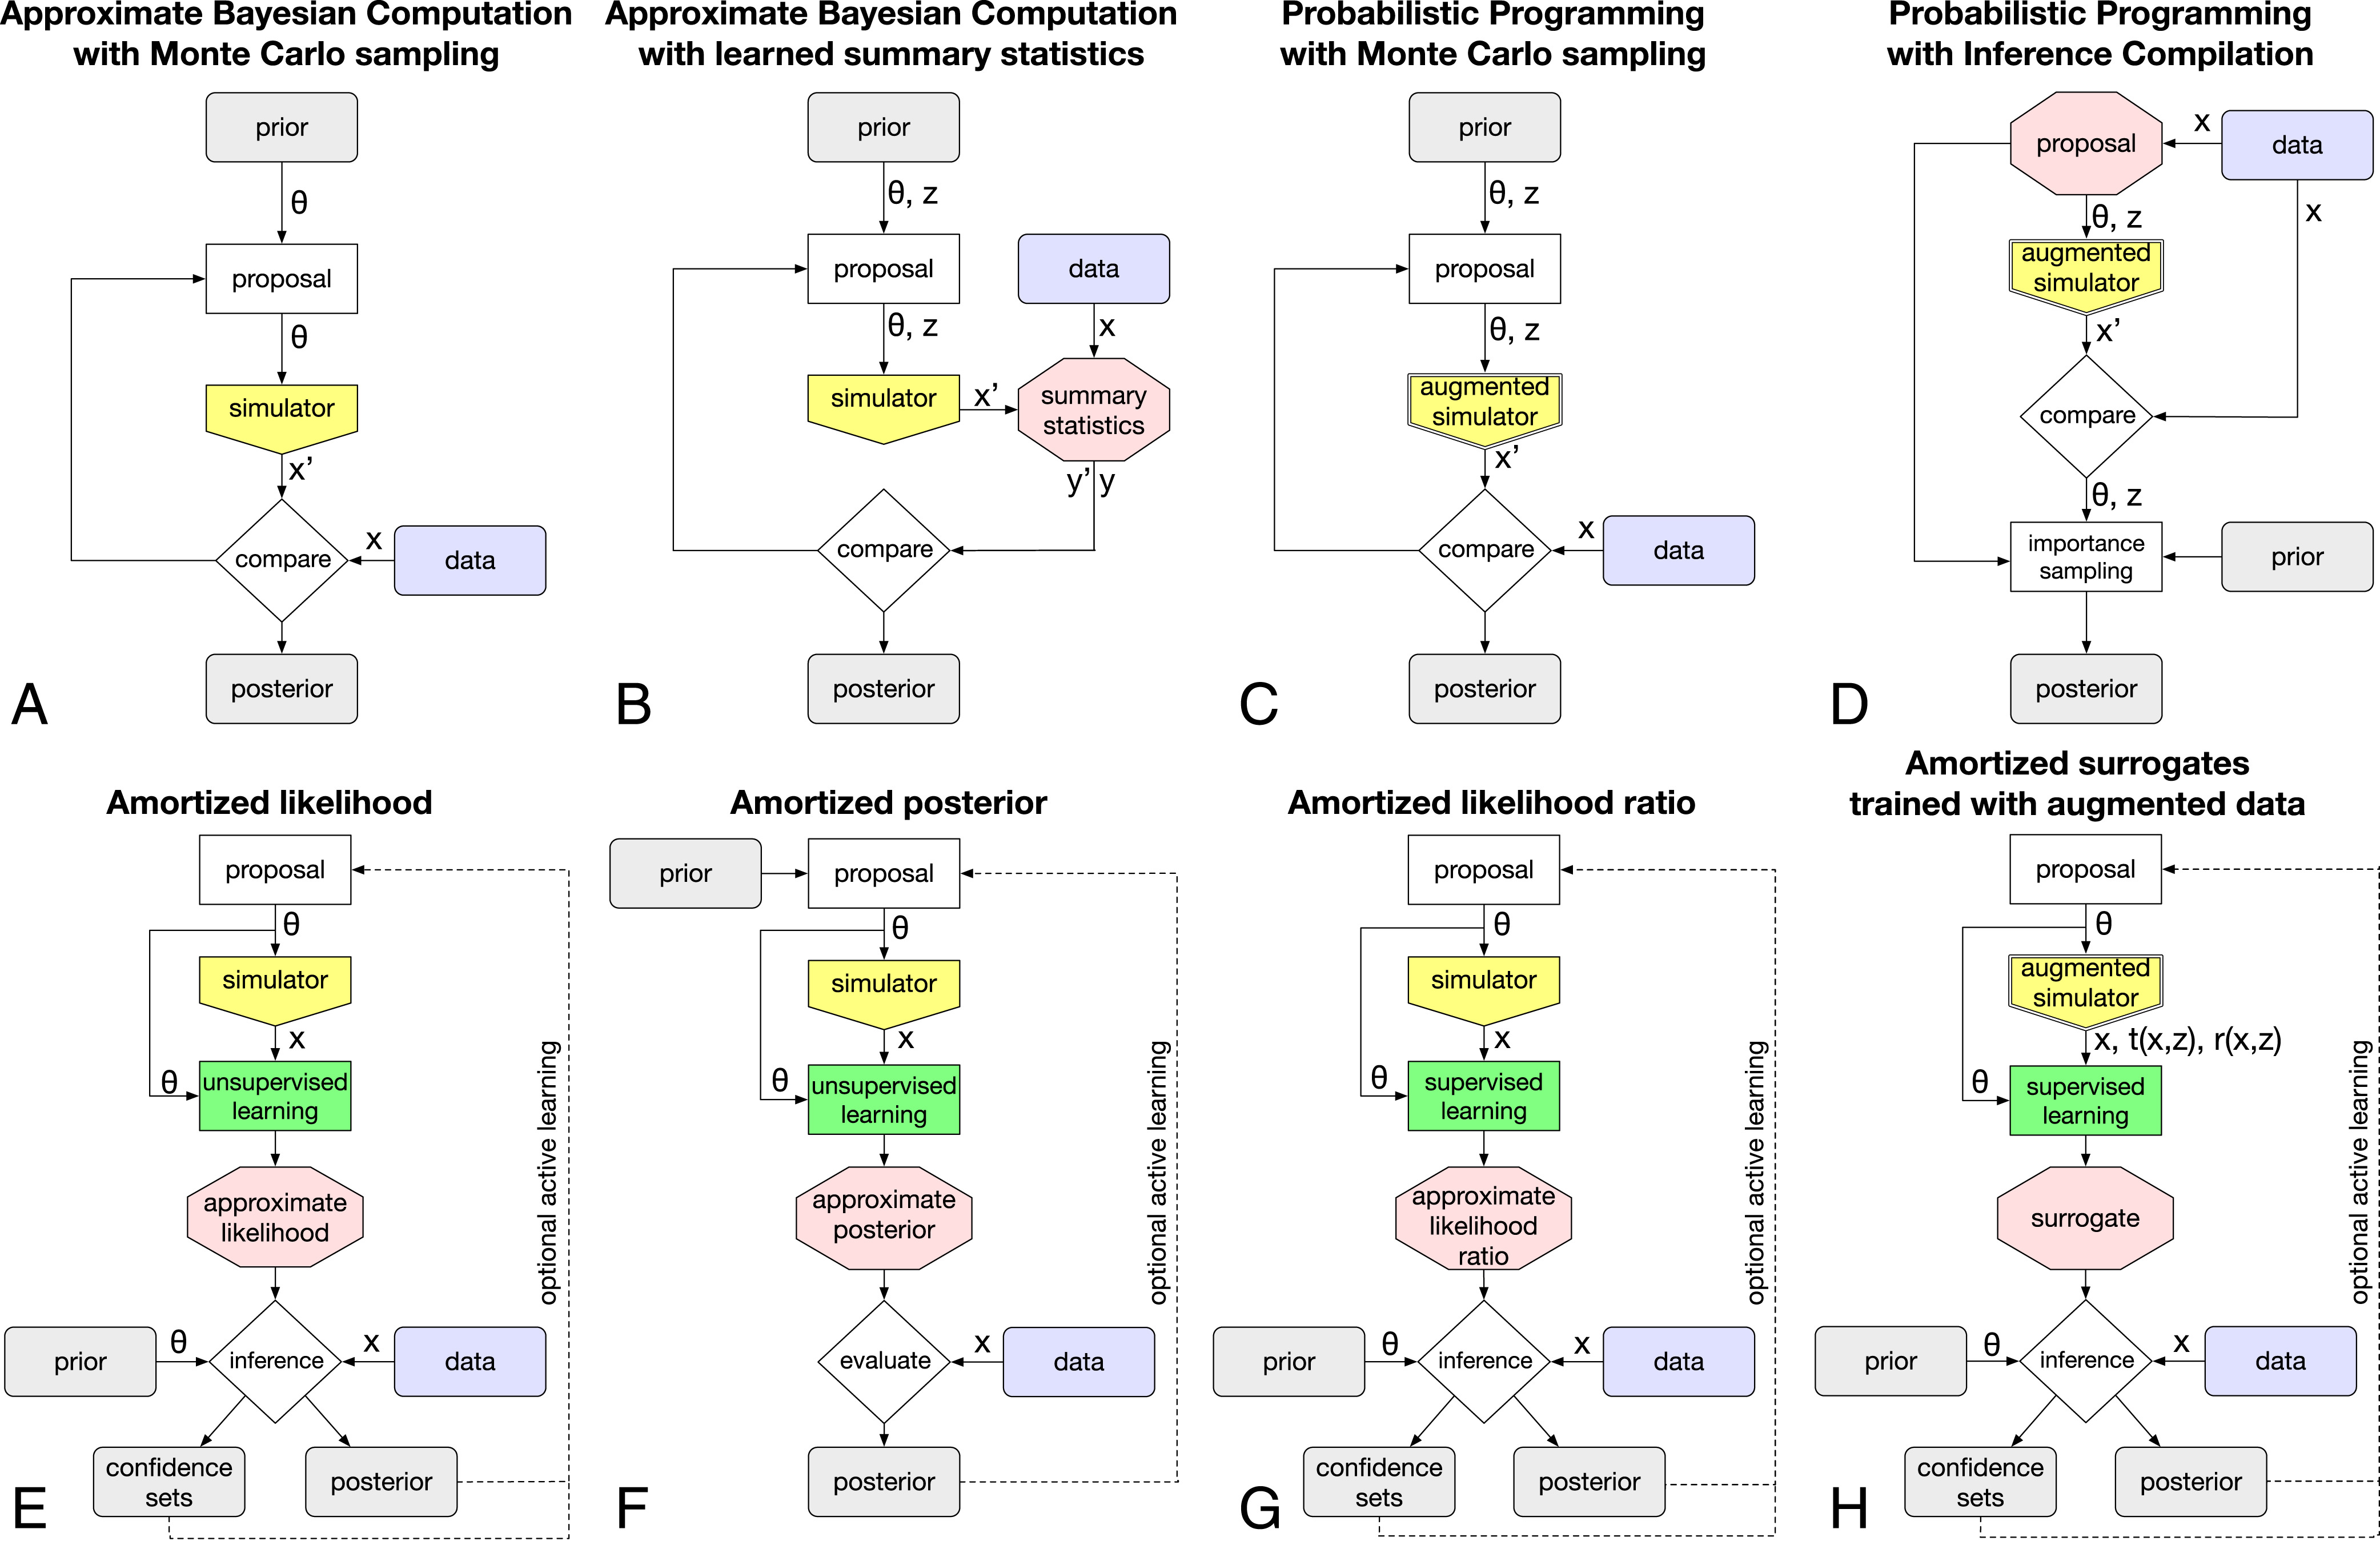 Approximate Bayesian Computation
with Monte Carlo sampling
prior
θ
proposal
θ
simulator
x’
compare
x
data
posterior
A
Approximate Bayesian Computation
with learned summary statistics
prior
θ, z
proposal
data
θ, z
x
simulator
x’
summary
statistics
y’ y
compare
posterior
B
Probabilistic Programming
with Monte Carlo sampling
prior
θ, z
proposal
θ, z
augmented
simulator
x’
compare
x
data
posterior
C
Probabilistic Programming
with Inference Compilation
proposal
x
data
θ, z
x
augmented
simulator
x’
compare
θ, z
importance
sampling
prior
posterior
D
Amortized likelihood
proposal
θ
simulator
x
θ
unsupervised
learning
approximate
likelihood
optional active learning
prior
θ
inference
x
data
confidence
sets
posterior
E
Amortized posterior
prior
proposal
θ
simulator
x
θ
unsupervised
learning
approximate
posterior
optional active learning
evaluate
x
data
posterior
F
Amortized likelihood ratio
proposal
θ
simulator
x
θ
supervised
learning
approximate
likelihood
ratio
optional active learning
prior
θ
inference
x
data
confidence
sets
posterior
G
Amortized surrogates
trained with augmented data
proposal
θ
augmented
simulator
x, t(x,z), r(x,z)
θ
supervised
learning
surrogate
optional active learning
prior
θ
inference
x
data
confidence
sets
posterior
H